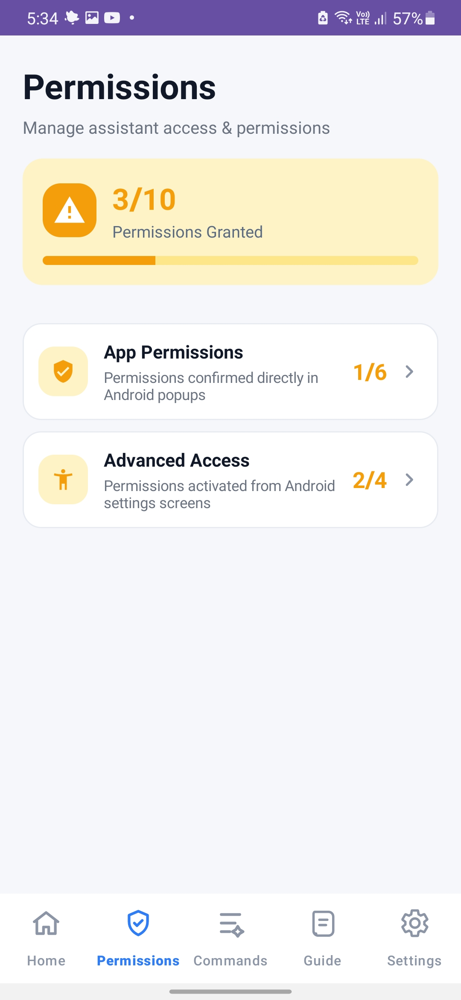 5:34
Vo)) LTE 57%
Permissions
Manage assistant access & permissions
3/10
Permissions Granted
App Permissions
Permissions confirmed directly in
Android popups
1/6
Advanced Access
Permissions activated from Android
settings screens
2/4
Home
Permissions
Commands
Guide
Settings